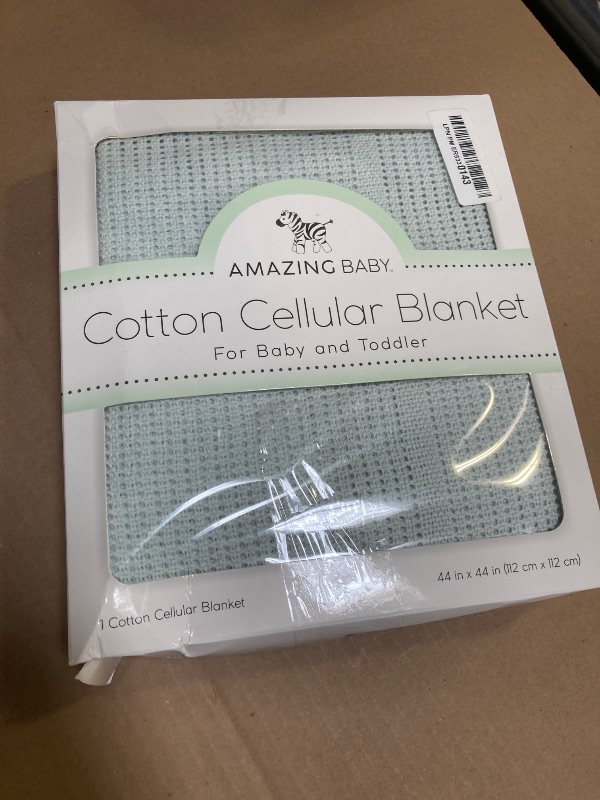 AMAZING BABY
Cotton Cellular Blanket
For Baby and Toddler
1 Cotton Cellular Blanket
44 in x 44 in (112 cm x 112 cm)
0143